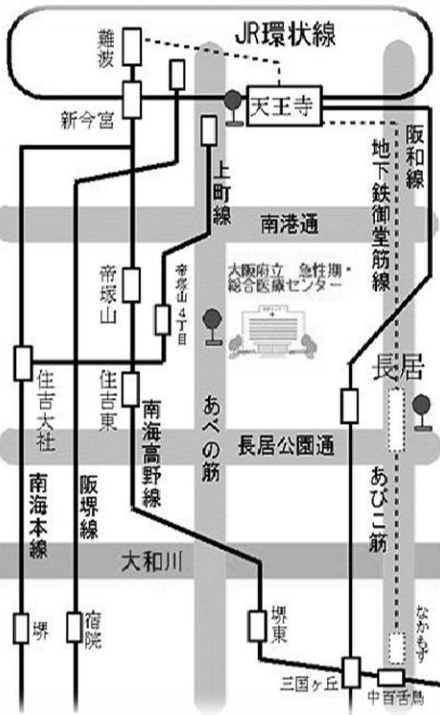 JR環状線
難波
新今宮
天王寺
阪和線
地下鉄御堂筋線
上町線
南港通
帝塚山
帝塚山4丁目
大阪府立 急性期・
総合医療センター
長居
住吉大社
住吉東
南海高野線
あべの筋
長居公園通
南海本線
阪堺線
あびこ筋
大和川
堺
宿院
堺東
なかもず
三国ヶ丘
中百舌鳥